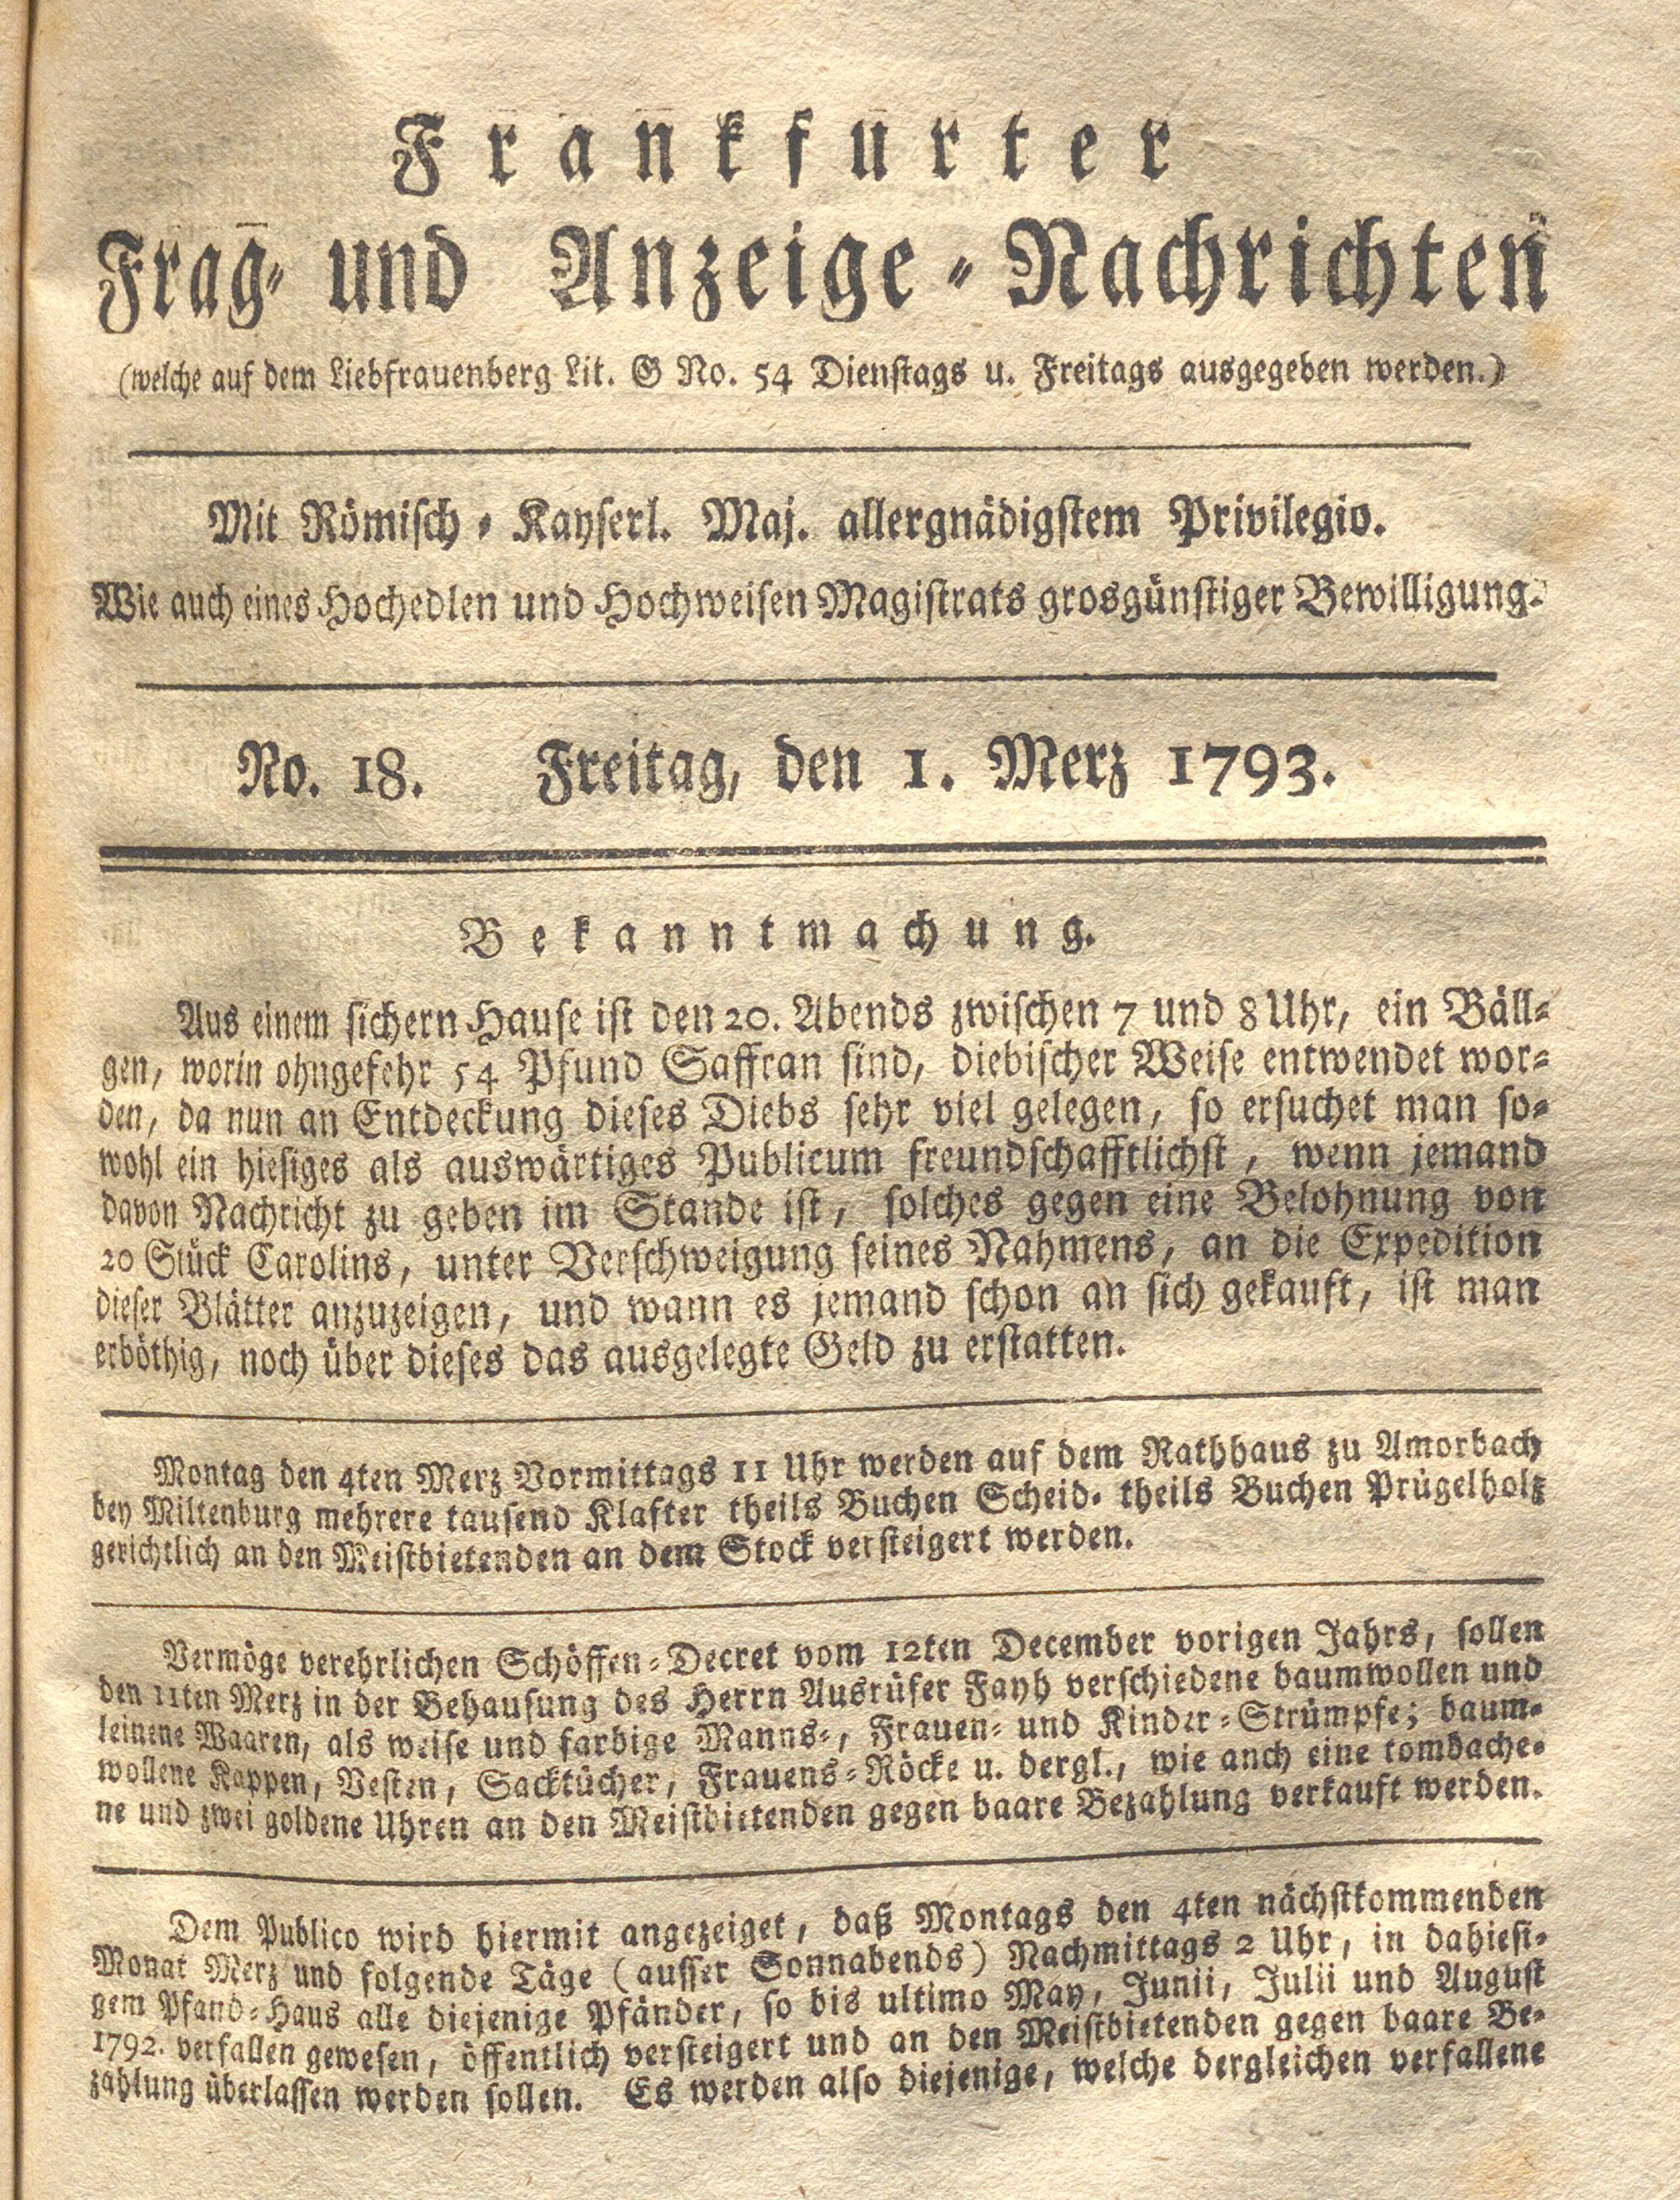 Frankfurter
Frag- und Anzeige-Nachrichten
(welche auf dem Liebfrauenberg Lit. G No. 54 Dienstags u. Freitags ausgegeben werden.)
Mit Römisch-Kayserl. Maj. allergnädigstem Privilegio.
Wie auch eines Hochedlen und Hochweisen Magistrats grosgünstiger Bewilligung.
No. 18. Freitag, den 1. Merz 1793.
Bekanntmachung.
Aus einem sichern Hause ist den 20. Abends zwischen 7 und 8 Uhr, ein Bäll-
gen, worin ohngefehr 54 Pfund Saffran sind, diebischer Weise entwendet wor-
den, da nun an Entdeckung dieses Diebs sehr viel gelegen, so ersuchet man so-
wohl ein hiesiges als auswärtiges Publicum freundschafftlichst, wenn jemand
davon Nachricht zu geben im Stande ist, solches gegen eine Belohnung von
20 Stück Carolins, unter Verschweigung seines Nahmens, an die Expedition
dieser Blätter anzuzeigen, und wann es jemand schon an sich gekauft, ist man
erböthig, noch über dieses das ausgelegte Geld zu erstatten.
Montag den 4ten Merz Vormittags 11 Uhr werden auf dem Rathhaus zu Amorbach
bey Miltenburg mehrere tausend Klafter theils Buchen Scheid- theils Buchen Prügelholz
gerichtlich an den Meistbietenden an dem Stock versteigert werden.
Vermöge verehrlichen Schöffen-Decret vom 12ten December vorigen Jahrs, sollen
den 11ten Merz in der Behausung des Herrn Ausrüfer Fayh verschiedene baumwollen und
leinene Waaren, als weise und farbige Manns-, Frauen- und Kinder-Strümpfe; baum-
wollene Kappen, Vesten, Sacktücher, Frauens-Röcke u. dergl., wie anch eine tombache-
ne und zwei goldene Uhren an den Meistbietenden gegen baare Bezahlung verkauft werden.
Dem Publico wird hiermit angezeiget, daß Montags den 4ten nächstkommenden
Monat Merz und folgende Täge (ausser Sonnabends) Nachmittags 2 Uhr, in dahiesi-
gem Pfand-Haus alle diejenige Pfänder, so bis ultimo May, Junii, Julii und August
1792. verfallen gewesen, öffentlich versteigert und an den Meistbietenden gegen baare Be-
zahlung überlassen werden sollen. Es werden also diejenige, welche dergleichen verfallene